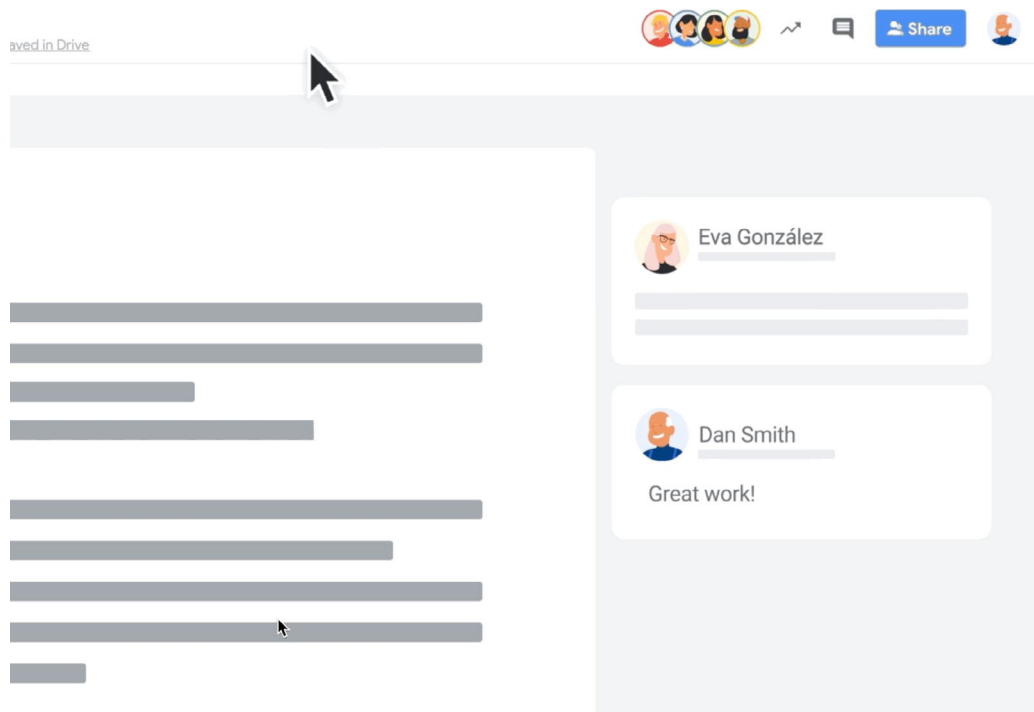 aved in Drive
Share
Eva González
Dan Smith
Great work!